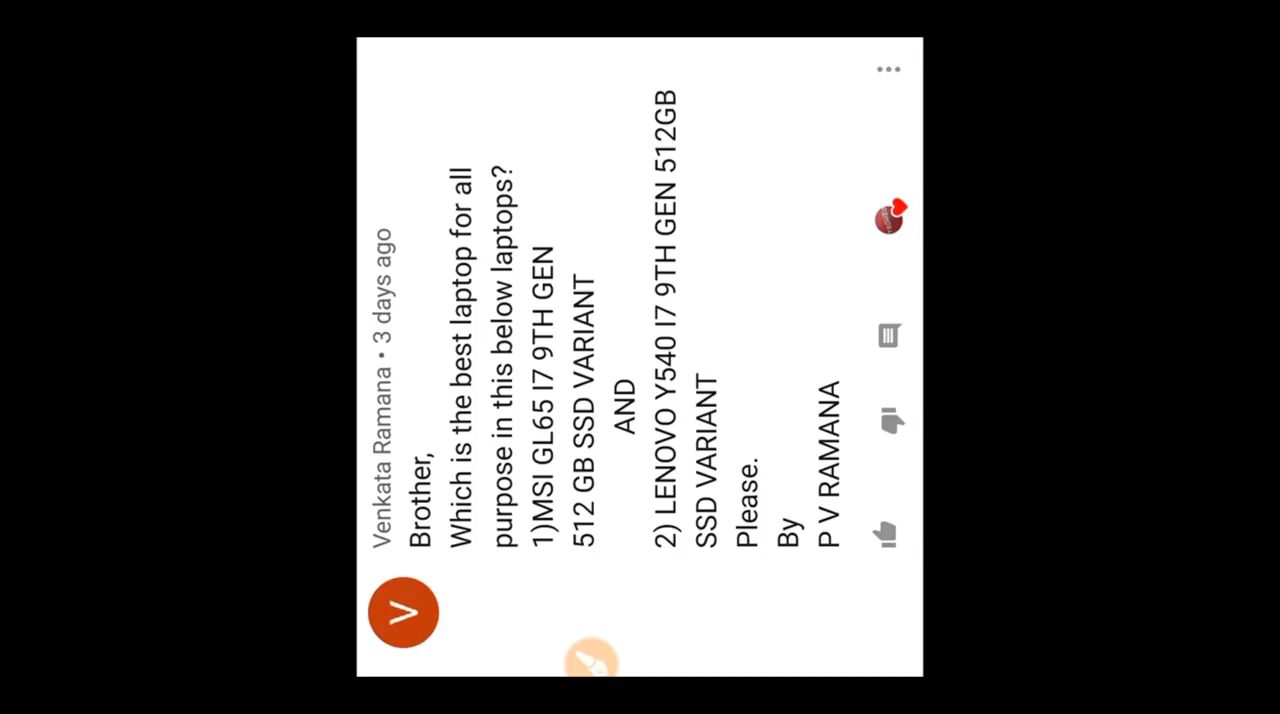 Venkata Ramana • 3 days ago
V
Brother,
Which is the best laptop for all
purpose in this below laptops?
1)MSI GL65 I7 9TH GEN
512 GB SSD VARIANT
AND
2) LENOVO Y540 I7 9TH GEN 512GB
SSD VARIANT
Please.
By
P V RAMANA